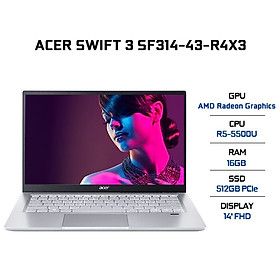 ACER SWIFT 3 SF314-43-R4X3
GPU
AMD Radeon Graphics
CPU
R5-5500U
RAM
16GB
SSD
512GB PCIe
DISPLAY
14' FHD
acer